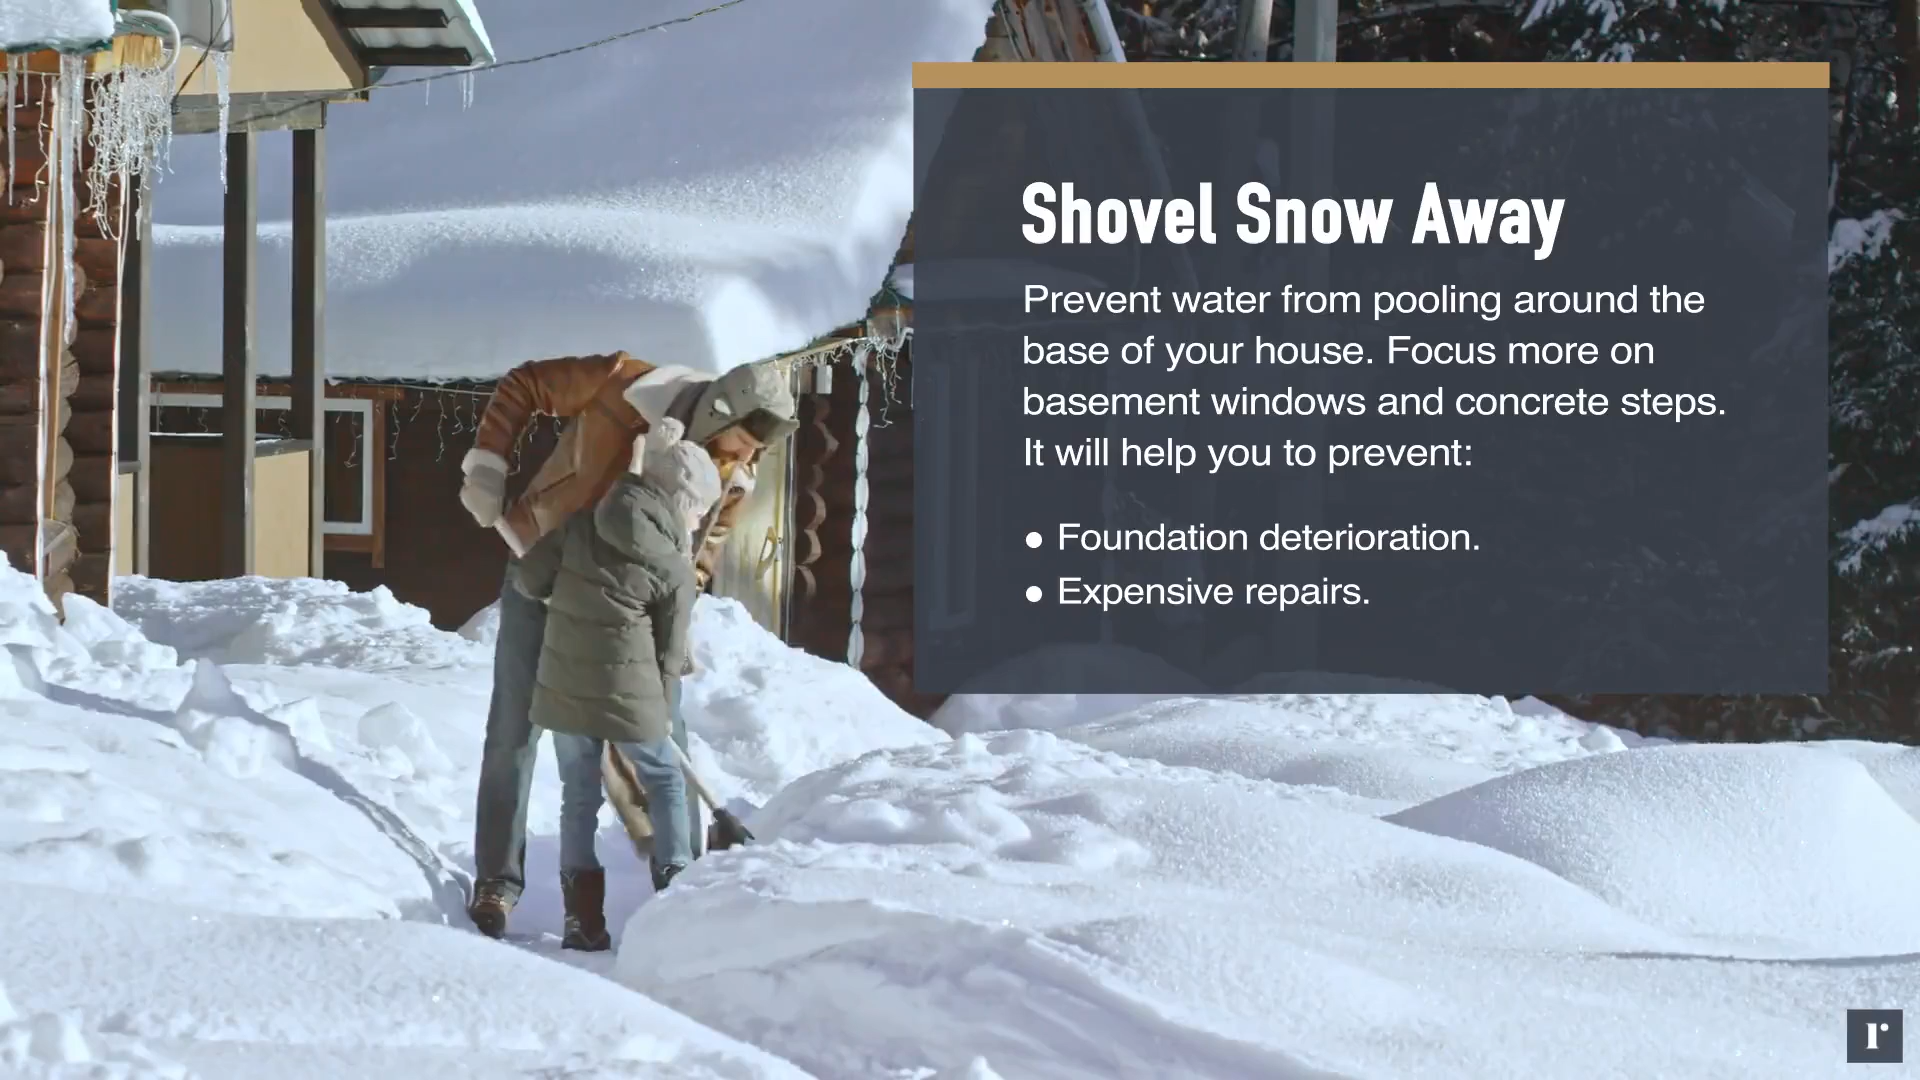 Shovel Snow Away
Prevent water from pooling around the
base of your house. Focus more on
basement windows and concrete steps.
It will help you to prevent:
● Foundation deterioration.
● Expensive repairs.
r